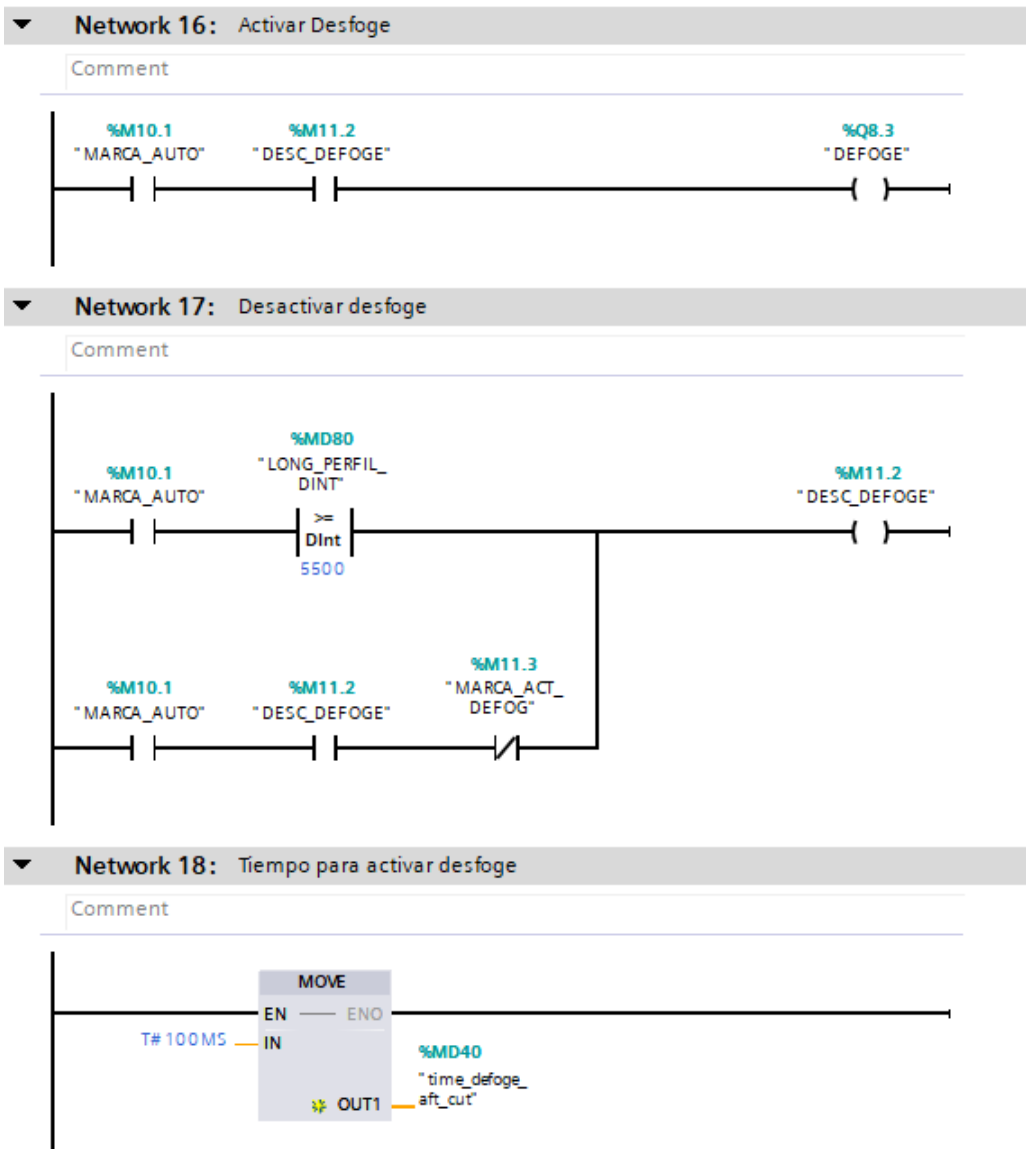 Network 16: Activar Desfoge
Comment
%M10.1 %M11.2 %Q8.3
"MARCA_AUTO" "DESC_DEFOGE" "DEFOGE"
Network 17: Desactivar desfoge
Comment
%MD80
"LONG_PERFIL_
DINT"
%M10.1 %M11.2
"MARCA_AUTO" "DESC_DEFOGE"
>=
DInt
5500
%M11.3
"MARCA_ACT_
DEFOG"
%M10.1 %M11.2
"MARCA_AUTO" "DESC_DEFOGE"
Network 18: Tiempo para activar desfoge
Comment
MOVE
EN ENO
T#100MS IN
%MD40
"time_defoge_
aft_cut"
OUT1